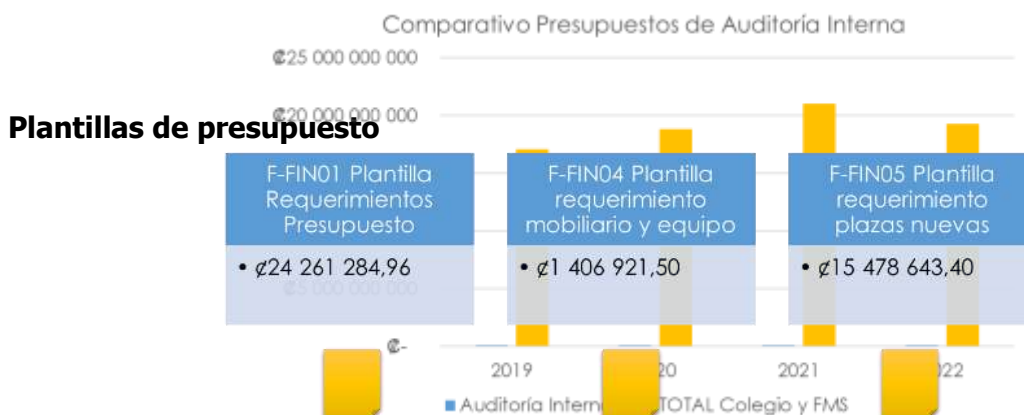 Comparativo Presupuestos de Auditoría Interna
₡25 000 000 000
₡20 000 000 000
Plantillas de presupuesto
F-FIN01 Plantilla
Requerimientos
Presupuesto
• ₡24 261 284,96
F-FIN04 Plantilla
requerimiento
mobiliario y equipo
• ₡1 406 921,50
F-FIN05 Plantilla
requerimiento
plazas nuevas
• ₡15 478 643,40
₡5 000 000 000
₡-
2019
20
2021
022
Auditoría Intern
TOTAL Colegio y FMS